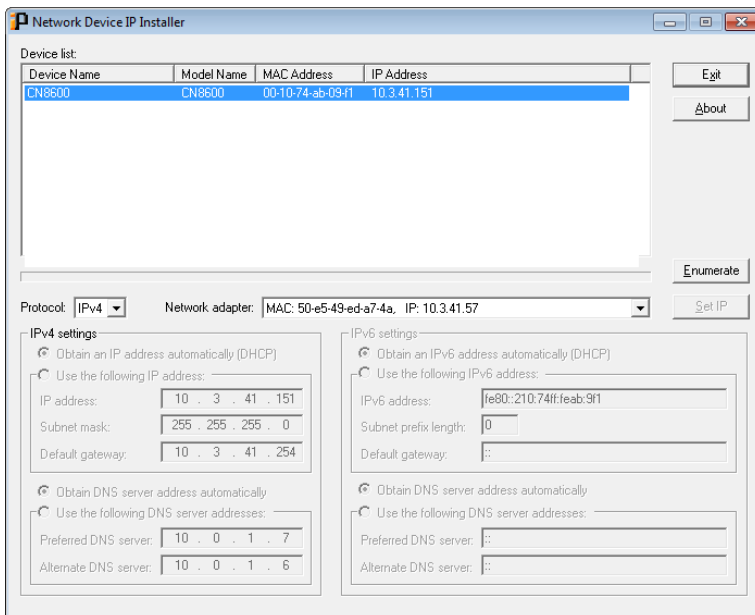 Network Device IP Installer
Device list:
Device Name Model Name MAC Address IP Address
CN8600 CN8600 00-10-74-ab-09-f1 10.3.41.151
Exit
About
Enumerate
Protocol: IPv4 Network adapter: MAC: 50-e5-49-ed-a7-4a, IP: 10.3.41.57
Set IP
IPv4 settings
Obtain an IP address automatically (DHCP)
Use the following IP address:
IP address: 10 . 3 . 41 . 151
Subnet mask: 255 . 255 . 255 . 0
Default gateway: 10 . 3 . 41 . 254
Obtain DNS server address automatically
Use the following DNS server addresses:
Preferred DNS server: 10 . 0 . 1 . 7
Alternate DNS server: 10 . 0 . 1 . 6
IPv6 settings
Obtain an IPv6 address automatically (DHCP)
Use the following IPv6 address:
IPv6 address: fe80::210:74ff:feab:9f1
Subnet prefix length: 0
Default gateway: ::
Obtain DNS server address automatically
Use the following DNS server addresses:
Preferred DNS server: ::
Alternate DNS server: ::